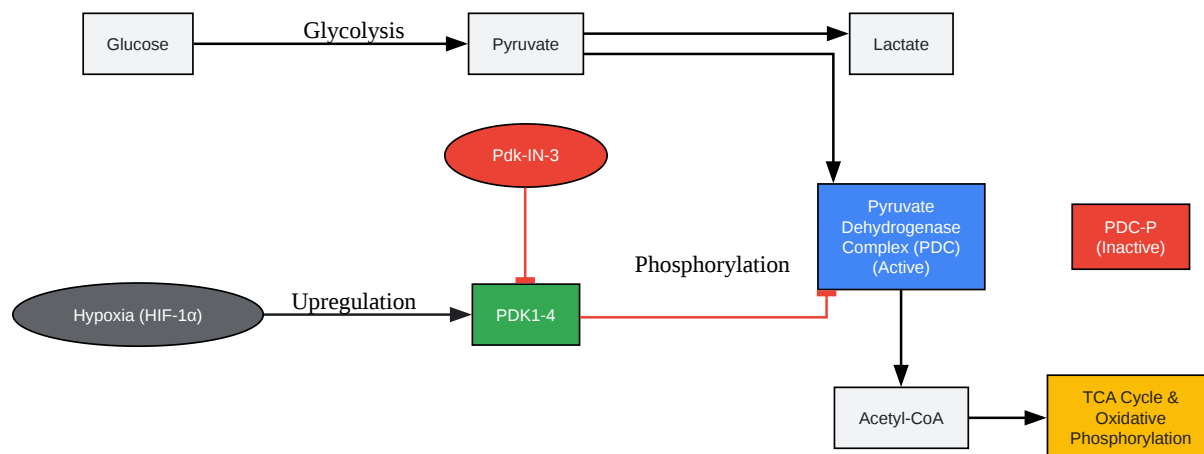 Glucose
Glycolysis
Pyruvate
Lactate
Pdk-IN-3
Pyruvate
Dehydrogenase
Complex (PDC)
(Active)
PDC-P
(Inactive)
Phosphorylation
Hypoxia (HIF-1α)
Upregulation
PDK1-4
Acetyl-CoA
TCA Cycle &
Oxidative
Phosphorylation